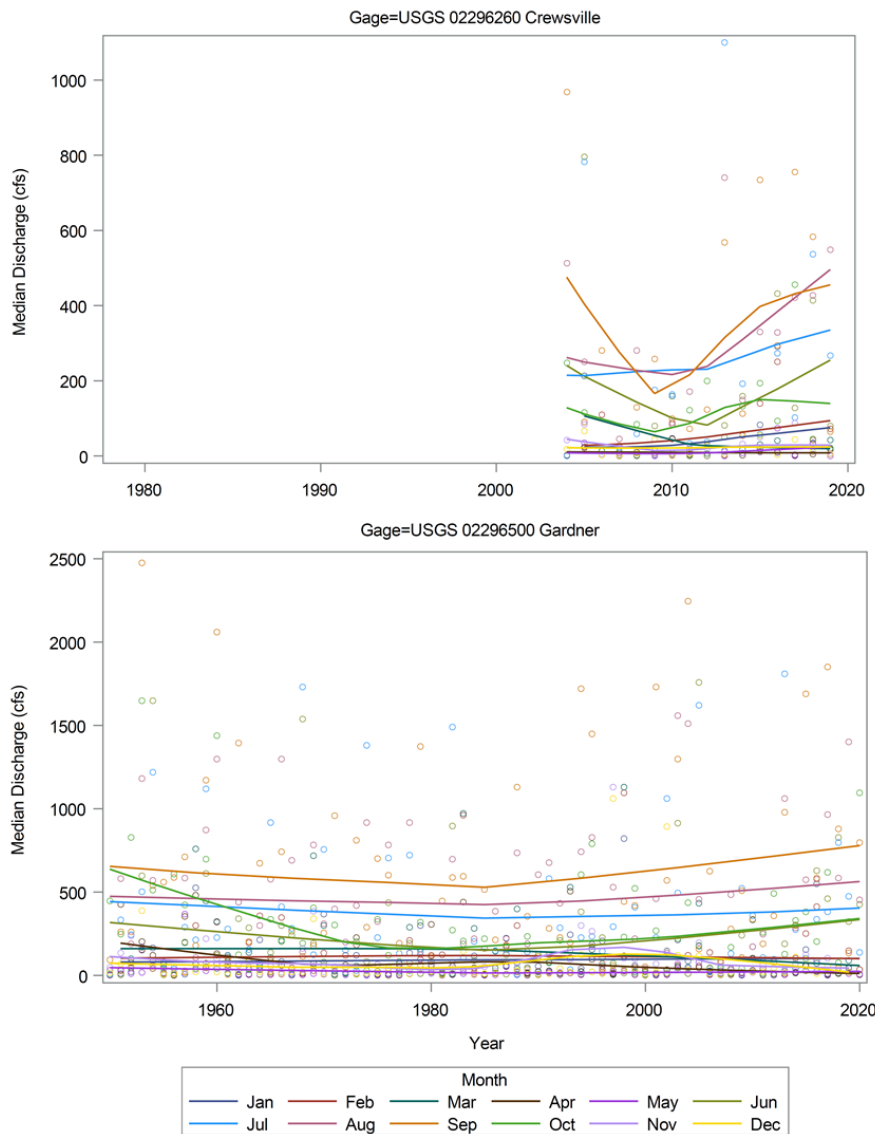 Gage=USGS 02296260 Crewsville
1000
800
600
400
200
0
Median Discharge (cfs)
1980 1990 2000 2010 2020
Gage=USGS 02296500 Gardner
2500
2000
1500
1000
500
0
Median Discharge (cfs)
1960 1980 2000 2020
Year
Month
Jan Feb Mar Apr May Jun
Jul Aug Sep Oct Nov Dec